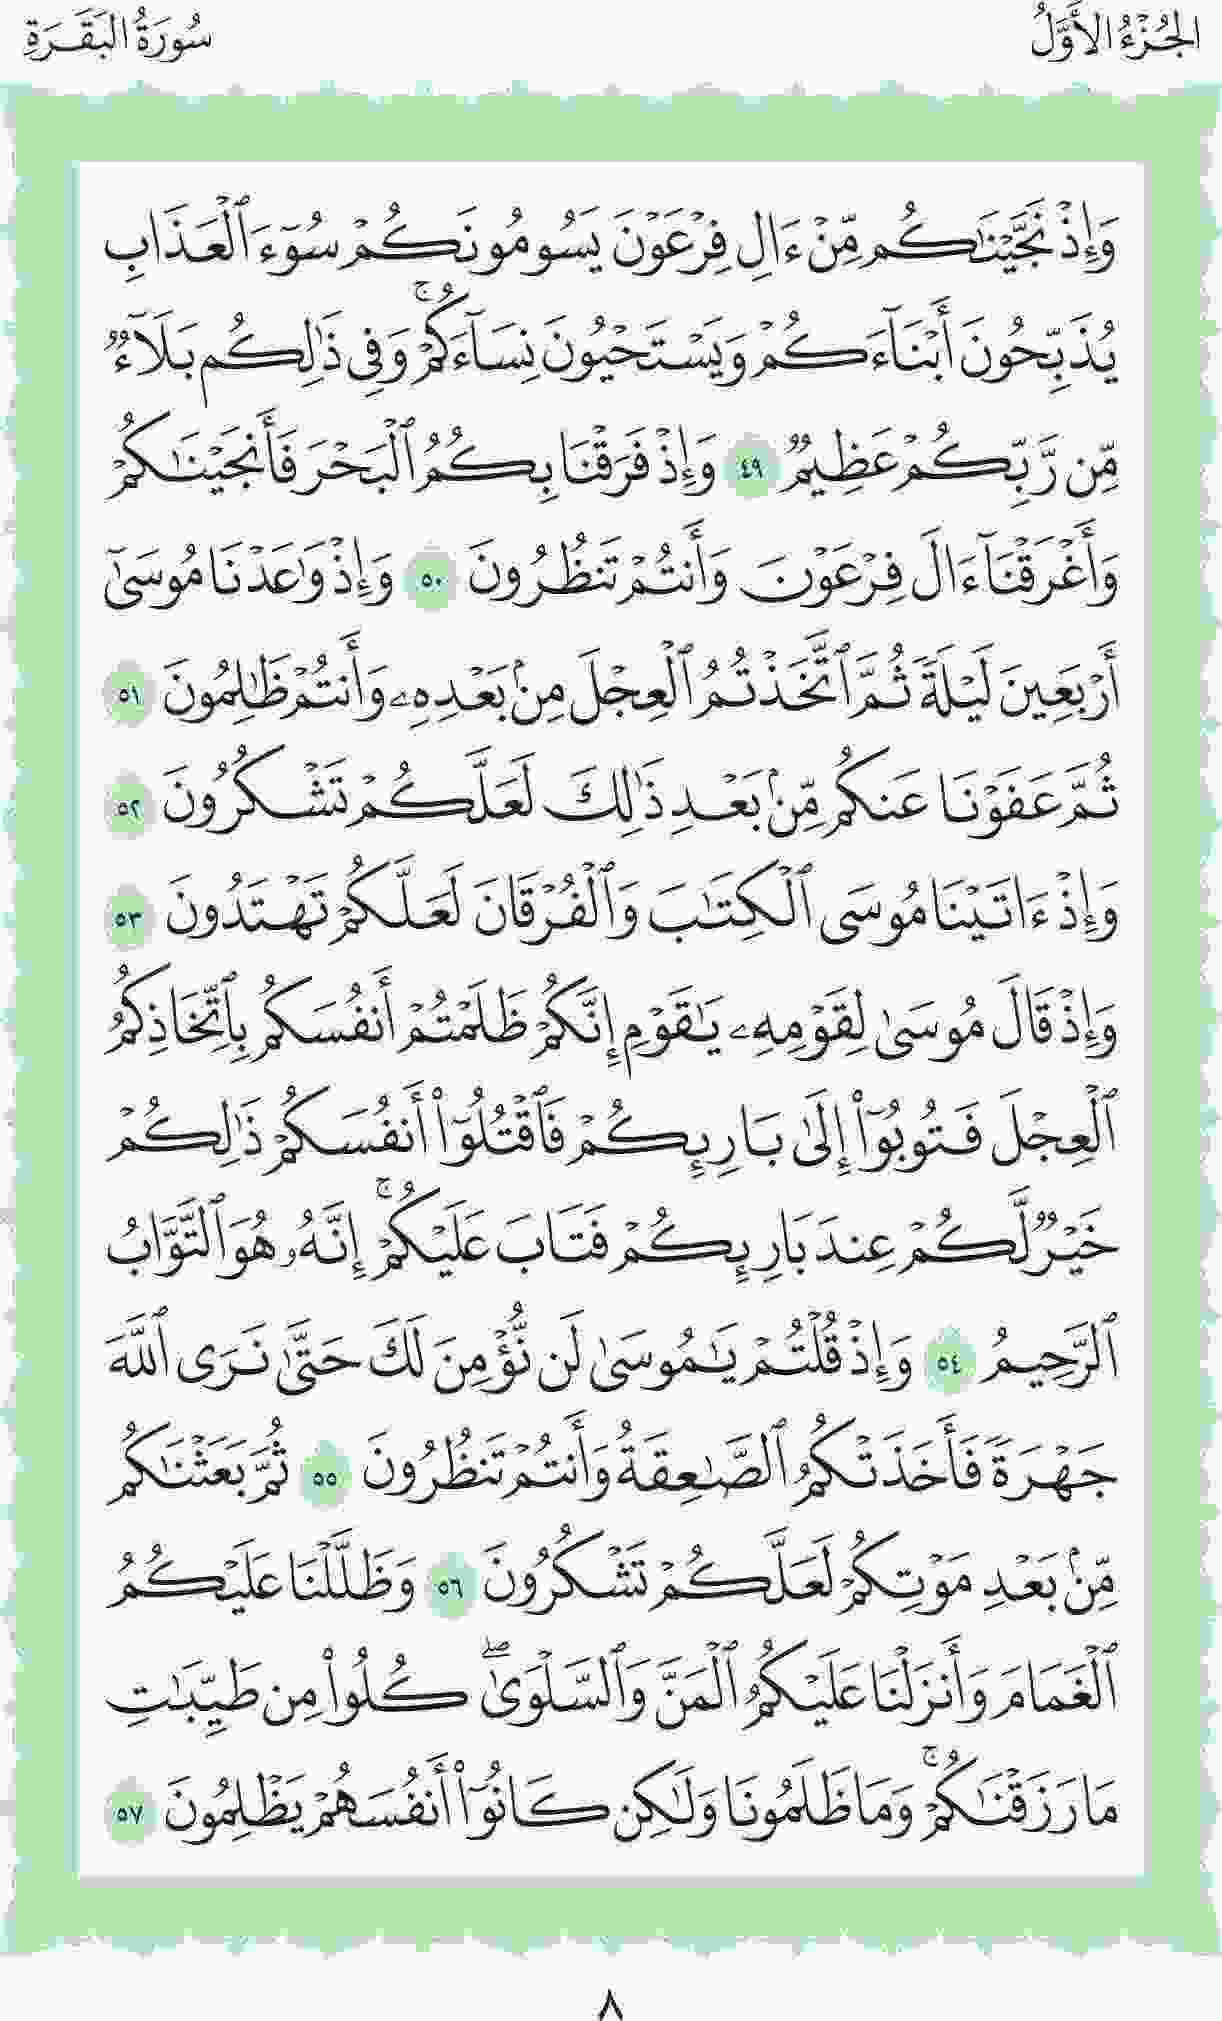 الجُزْءُ الأَوَّلُ
سُورَةُ البَقَرَةِ
وَإِذْ نَجَّيْنَٰكُم مِّنْ ءَالِ فِرْعَوْنَ يَسُومُونَكُمْ سُوٓءَ ٱلْعَذَابِ
يُذَبِّحُونَ أَبْنَآءَكُمْ وَيَسْتَحْيُونَ نِسَآءَكُمْ ۚ وَفِى ذَٰلِكُم بَلَآءٌ
مِّن رَّبِّكُمْ عَظِيمٌ ٤٩ وَإِذْ فَرَقْنَا بِكُمُ ٱلْبَحْرَ فَأَنجَيْنَٰكُمْ
وَأَغْرَقْنَآ ءَالَ فِرْعَوْنَ وَأَنتُمْ تَنظُرُونَ ٥٠ وَإِذْ وَٰعَدْنَا مُوسَىٰٓ
أَرْبَعِينَ لَيْلَةً ثُمَّ ٱتَّخَذْتُمُ ٱلْعِجْلَ مِنۢ بَعْدِهِۦ وَأَنتُمْ ظَٰلِمُونَ ٥١
ثُمَّ عَفَوْنَا عَنكُم مِّنۢ بَعْدِ ذَٰلِكَ لَعَلَّكُمْ تَشْكُرُونَ ٥٢
وَإِذْ ءَاتَيْنَا مُوسَى ٱلْكِتَٰبَ وَٱلْفُرْقَانَ لَعَلَّكُمْ تَهْتَدُونَ ٥٣
وَإِذْ قَالَ مُوسَىٰ لِقَوْمِهِۦ يَٰقَوْمِ إِنَّكُمْ ظَلَمْتُمْ أَنفُسَكُم بِٱتِّخَاذِكُمُ
ٱلْعِجْلَ فَتُوبُوٓا۟ إِلَىٰ بَارِئِكُمْ فَٱقْتُلُوٓا۟ أَنفُسَكُمْ ذَٰلِكُمْ
خَيْرٌ لَّكُمْ عِندَ بَارِئِكُمْ فَتَابَ عَلَيْكُمْ ۚ إِنَّهُۥ هُوَ ٱلتَّوَّابُ
ٱلرَّحِيمُ ٥٤ وَإِذْ قُلْتُمْ يَٰمُوسَىٰ لَن نُّؤْمِنَ لَكَ حَتَّىٰ نَرَى ٱللَّهَ
جَهْرَةً فَأَخَذَتْكُمُ ٱلصَّٰعِقَةُ وَأَنتُمْ تَنظُرُونَ ٥٥ ثُمَّ بَعَثْنَٰكُم
مِّنۢ بَعْدِ مَوْتِكُمْ لَعَلَّكُمْ تَشْكُرُونَ ٥٦ وَظَلَّلْنَا عَلَيْكُمُ
ٱلْغَمَامَ وَأَنزَلْنَا عَلَيْكُمُ ٱلْمَنَّ وَٱلسَّلْوَىٰ ۖ كُلُوا۟ مِن طَيِّبَٰتِ
مَا رَزَقْنَٰكُمْ ۚ وَمَا ظَلَمُونَا وَلَٰكِن كَانُوٓا۟ أَنفُسَهُمْ يَظْلِمُونَ ٥٧
٨